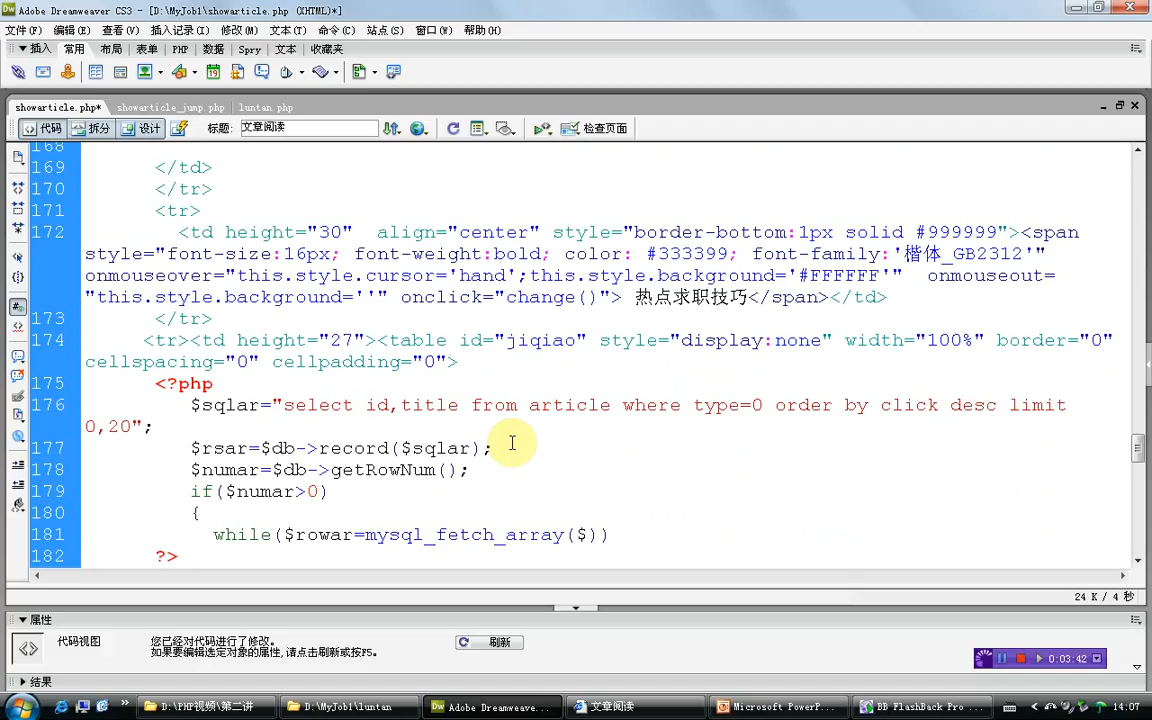 Adobe Dreamweaver CS3 - [D:\MyJob1\showarticle.php (XHTML)*]
文件(F) 编辑(E) 查看(V) 插入记录(I) 修改(M) 文本(T) 命令(C) 站点(S) 窗口(W) 帮助(H)
插入 常用 布局 表单 PHP 数据 Spry 文本 收藏夹
showarticle.php* showarticle_jump.php luntan.php
代码 拆分 设计 标题: 文章阅读 检查页面
168
169 </td>
170 </tr>
171 <tr>
172 <td height="30" align="center" style="border-bottom:1px solid #999999"><span
style="font-size:16px; font-weight:bold; color: #333399; font-family:'楷体_GB2312'"
onmouseover="this.style.cursor='hand';this.style.background='#FFFFFF'" onmouseout=
"this.style.background=''" onclick="change()"> 热点求职技巧</span></td>
173 </tr>
174 <tr><td height="27"><table id="jiqiao" style="display:none" width="100%" border="0"
cellspacing="0" cellpadding="0">
175 <?php
176 $sqlar="select id,title from article where type=0 order by click desc limit
0,20";
177 $rsar=$db->record($sqlar);
178 $numar=$db->getRowNum();
179 if($numar>0)
180 {
181 while($rowar=mysql_fetch_array($))
182 ?>
24 K / 4 秒
属性
代码视图 您已经对代码进行了修改。 刷新
如果要编辑选定对象的属性,请点击刷新或按F5。
0:03:42
结果
D:\PHP视频\第二讲 D:\MyJob1\luntan Adobe Dreamweave... 文章阅读 Microsoft PowerP... BB FlashBack Pro ... 14:07